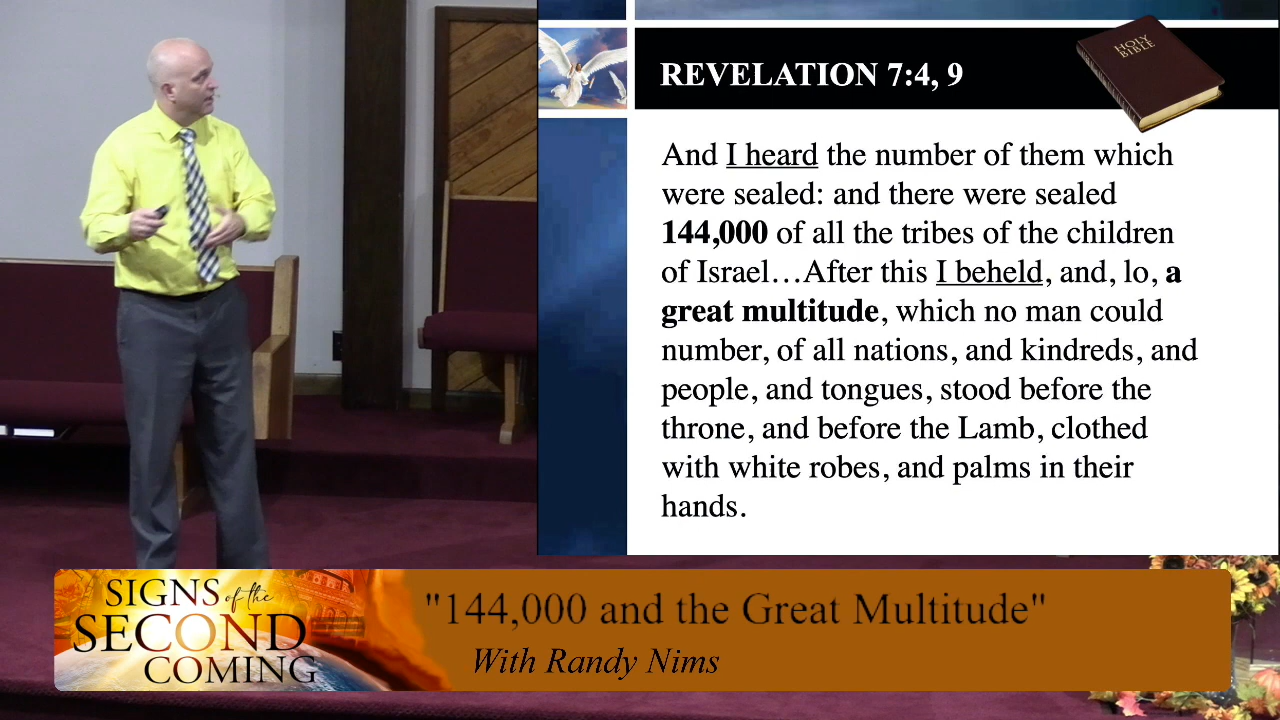 HOLY
BIBLE
REVELATION 7:4, 9
And I heard the number of them which
were sealed: and there were sealed
144,000 of all the tribes of the children
of Israel…After this I beheld, and, lo, a
great multitude, which no man could
number, of all nations, and kindreds, and
people, and tongues, stood before the
throne, and before the Lamb, clothed
with white robes, and palms in their
hands.
SIGNS of the
SECOND
COMING
"144,000 and the Great Multitude"
With Randy Nims